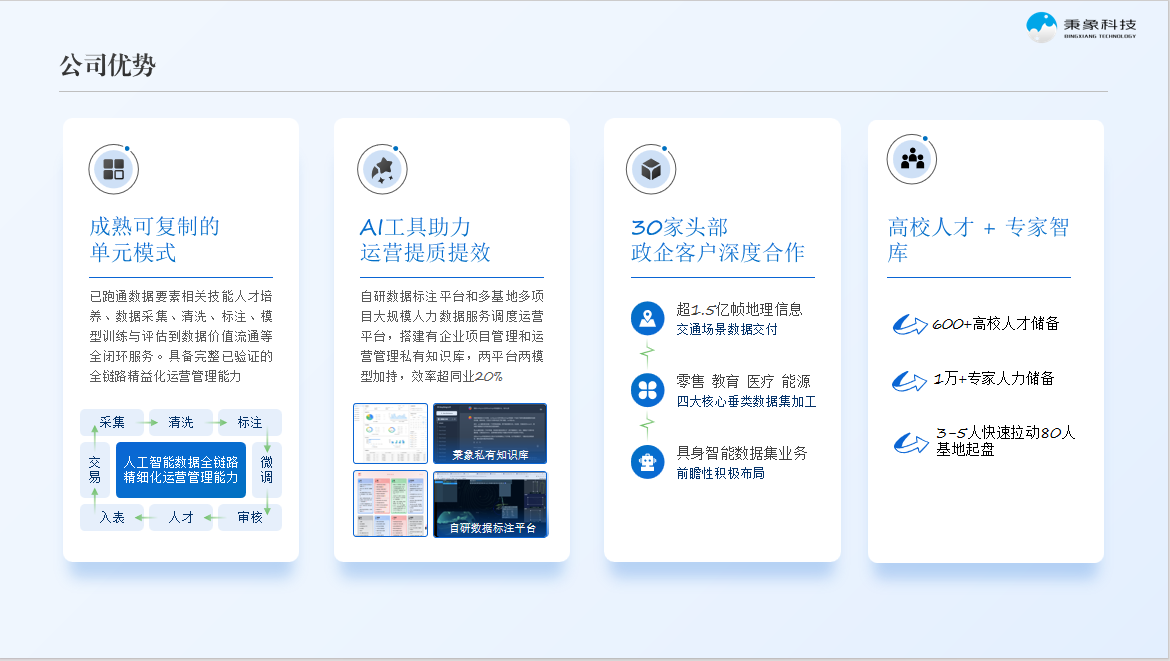 秉象科技
BINGXIANG TECHNOLOGY
公司优势
成熟可复制的
单元模式
已跑通数据要素相关技能人才培
养、数据采集、清洗、标注、模
型训练与评估到数据价值流通等
全闭环服务。具备完整已验证的
全链路精益化运营管理能力
采集
清洗
标注
交易
人工智能数据全链路
精细化运营管理能力
微调
入表
人才
审核
AI工具助力
运营提质提效
自研数据标注平台和多基地多项
目大规模人力数据服务调度运营
平台，搭建有企业项目管理和运
营管理私有知识库，两平台两模
型加持，效率超同业20%
秉象私有知识库
自研数据标注平台
30家头部
政企客户深度合作
超1.5亿帧地理信息
交通场景数据交付
零售 教育 医疗 能源
四大核心垂类数据集加工
具身智能数据集业务
前瞻性积极布局
高校人才 + 专家智
库
600+高校人才储备
1万+专家人力储备
3-5人快速拉动80人
基地起盘